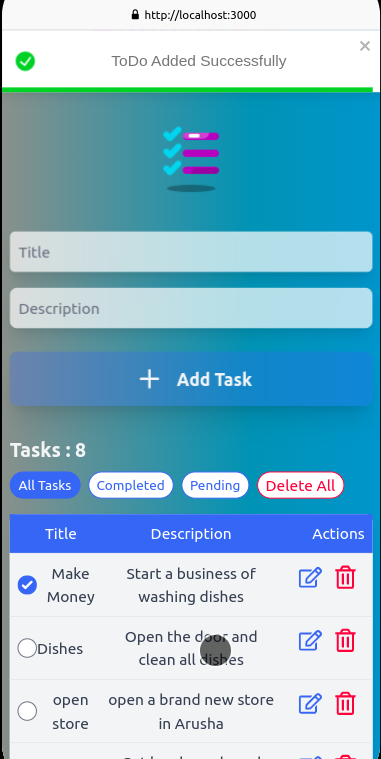 http://localhost:3000
ToDo Added Successfully
Title
Description
Add Task
Tasks : 8
All Tasks Completed Pending Delete All
Title Description Actions
Make Money Start a business of washing dishes
Dishes Open the door and clean all dishes
open store open a brand new store in Arusha